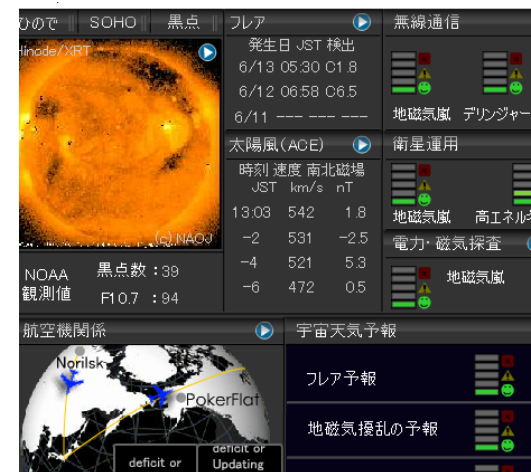 ひので SOHO 黒点
Hinode/XRT
(c) NAOJ
NOAA 黒点数 : 39
観測値 F10.7 : 94
フレア
発生日 JST 検出
6/13 05:30 C1.8
6/12 06:58 C6.5
6/11 --- --- ---
太陽風(ACE)
時刻 速度 南北磁場
JST km/s nT
13:03 542 1.8
-2 531 -2.5
-4 521 5.3
-6 472 0.5
無線通信
地磁気嵐 デリンジャー
衛星運用
地磁気嵐 高エネルギ
電力・磁気探査
地磁気嵐
航空機関係
Norilsk
PokerFlat
deficit or
deficit or
Updating
宇宙天気予報
フレア予報
地磁気擾乱の予報